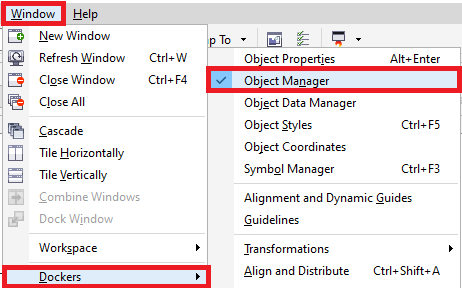 Window Help
New Window
Refresh Window Ctrl+W
Close Window Ctrl+F4
Close All
Cascade
Tile Horizontally
Tile Vertically
Combine Windows
Dock Window
Workspace
Dockers
To
Object Properties Alt+Enter
Object Manager
Object Data Manager
Object Styles Ctrl+F5
Object Coordinates
Symbol Manager Ctrl+F3
Alignment and Dynamic Guides
Guidelines
Transformations
Align and Distribute Ctrl+Shift+A